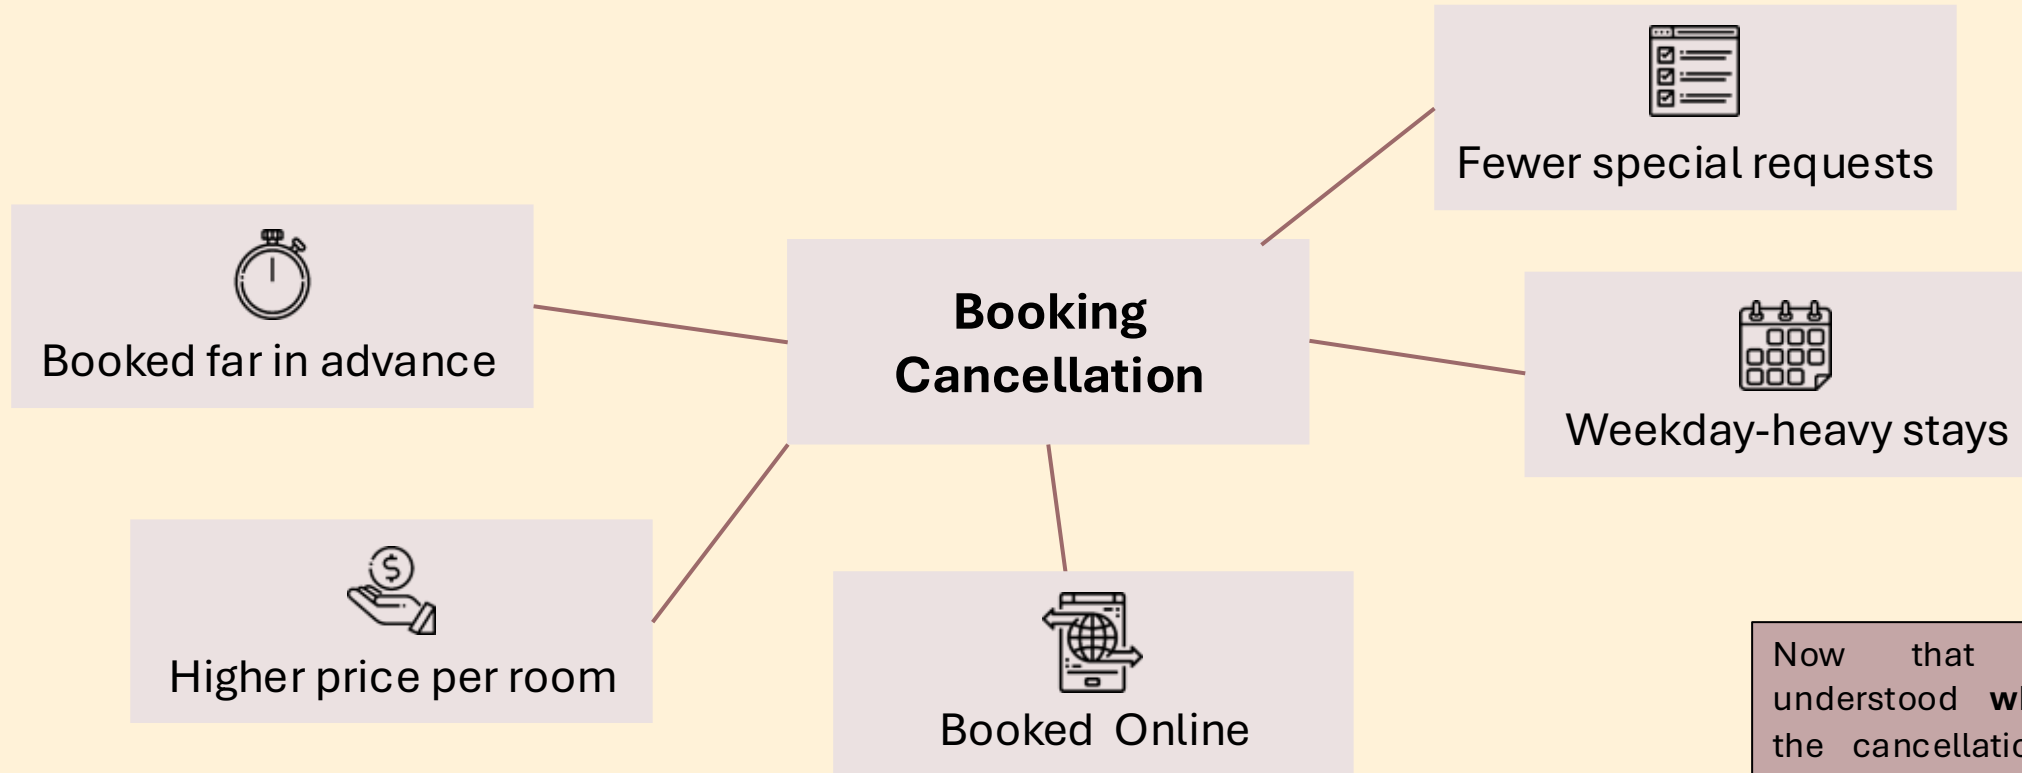 Fewer special requests
Booked far in advance
Booking
Cancellation
Weekday-heavy stays
Higher price per room
Booked Online
Now that
understood
the